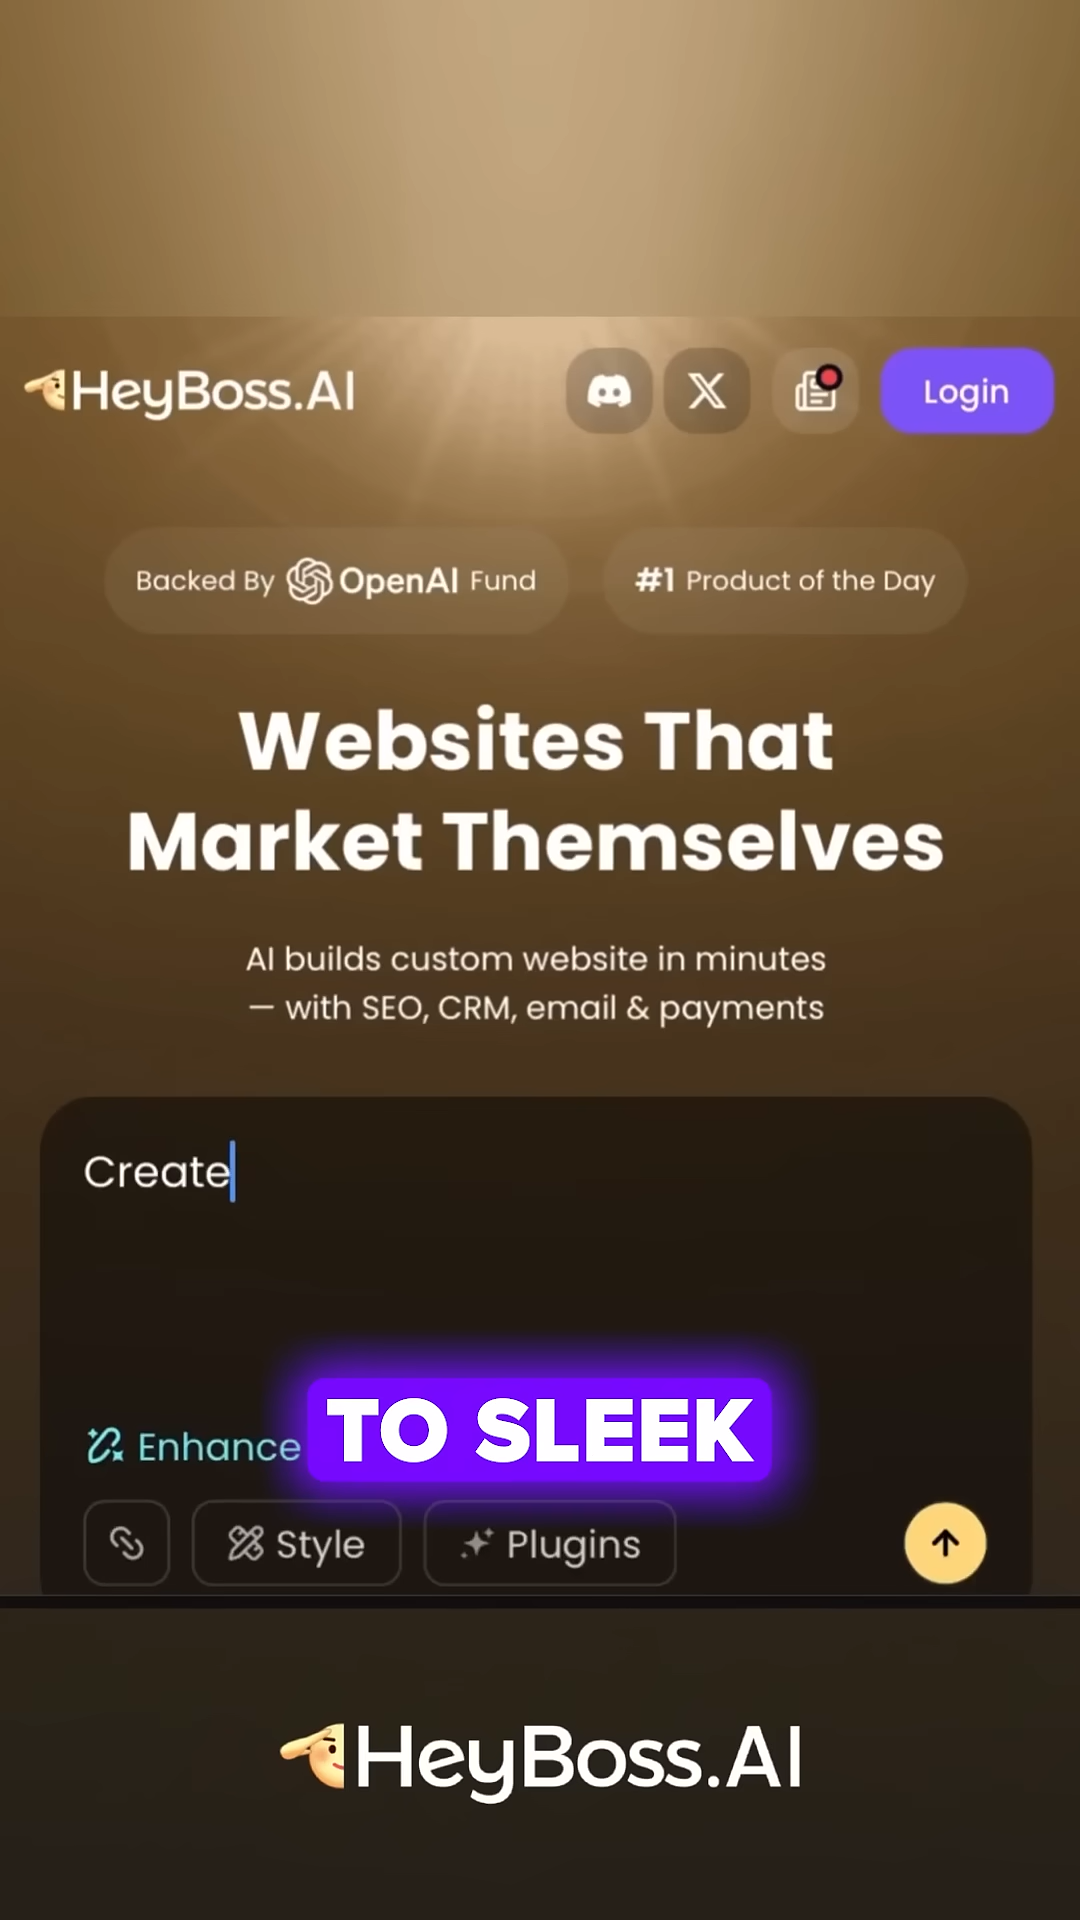 HeyBoss.AI
Login
Backed By OpenAI Fund
#1 Product of the Day
Websites That
Market Themselves
AI builds custom website in minutes
— with SEO, CRM, email & payments
Create
TO SLEEK
Enhance
Style
Plugins
HeyBoss.AI